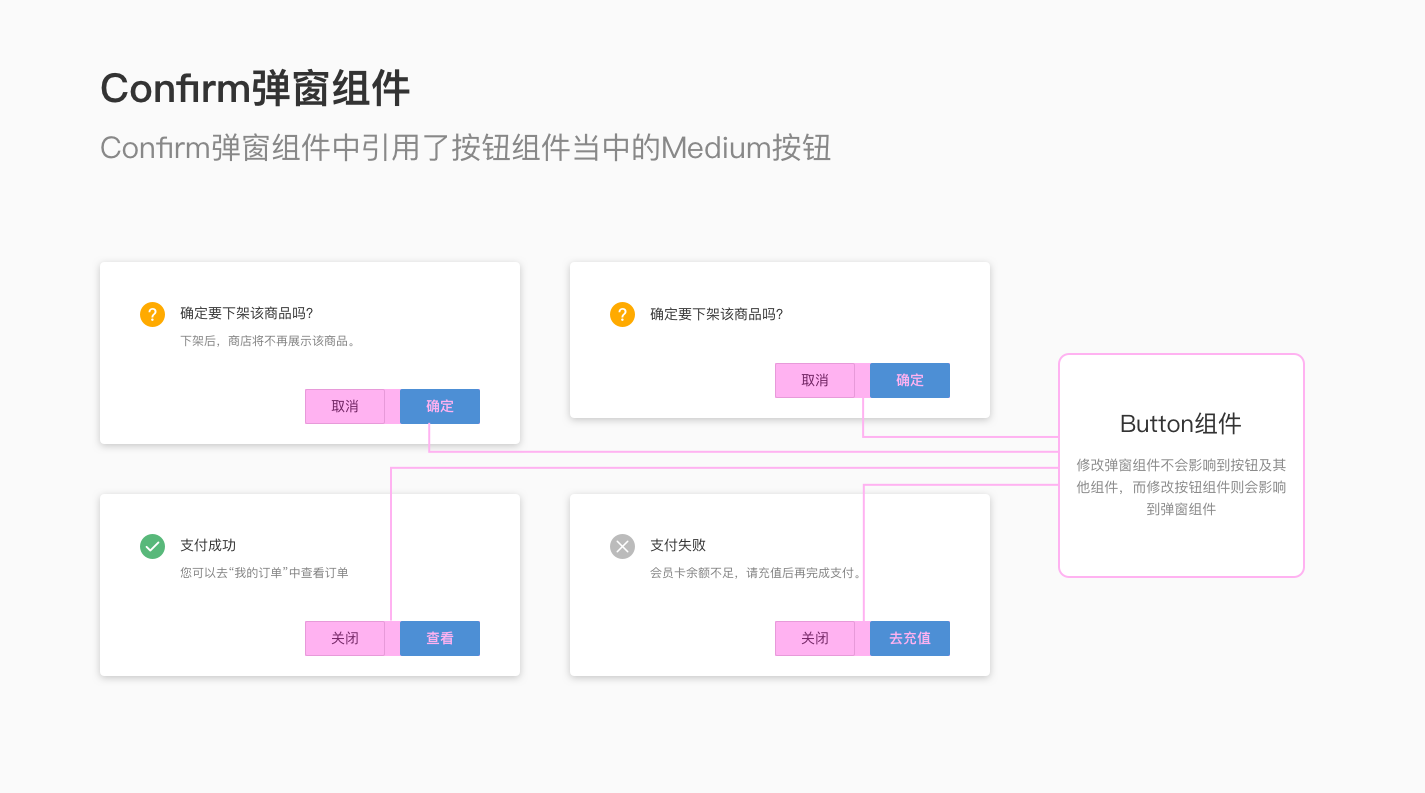 Confirm弹窗组件
Confirm弹窗组件中引用了按钮组件当中的Medium按钮
?
确定要下架该商品吗?
下架后，商店将不再展示该商品。
取消
确定
?
确定要下架该商品吗?
取消
确定
Button组件
修改弹窗组件不会影响到按钮及其
他组件，而修改按钮组件则会影响
到弹窗组件
支付成功
您可以去“我的订单”中查看订单
关闭
查看
支付失败
会员卡余额不足，请充值后再完成支付。
关闭
去充值